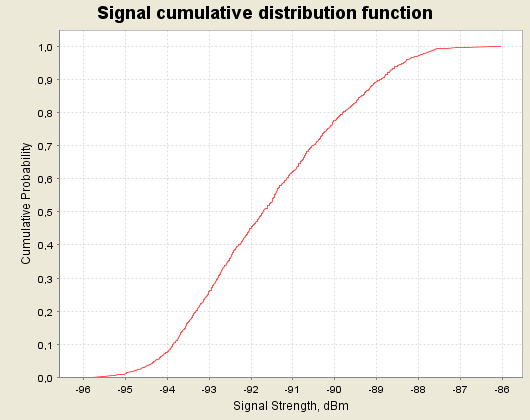 Signal cumulative distribution function
Cumulative Probability
1,0
0,9
0,8
0,7
0,6
0,5
0,4
0,3
0,2
0,1
0,0
-96 -95 -94 -93 -92 -91 -90 -89 -88 -87 -86
Signal Strength, dBm